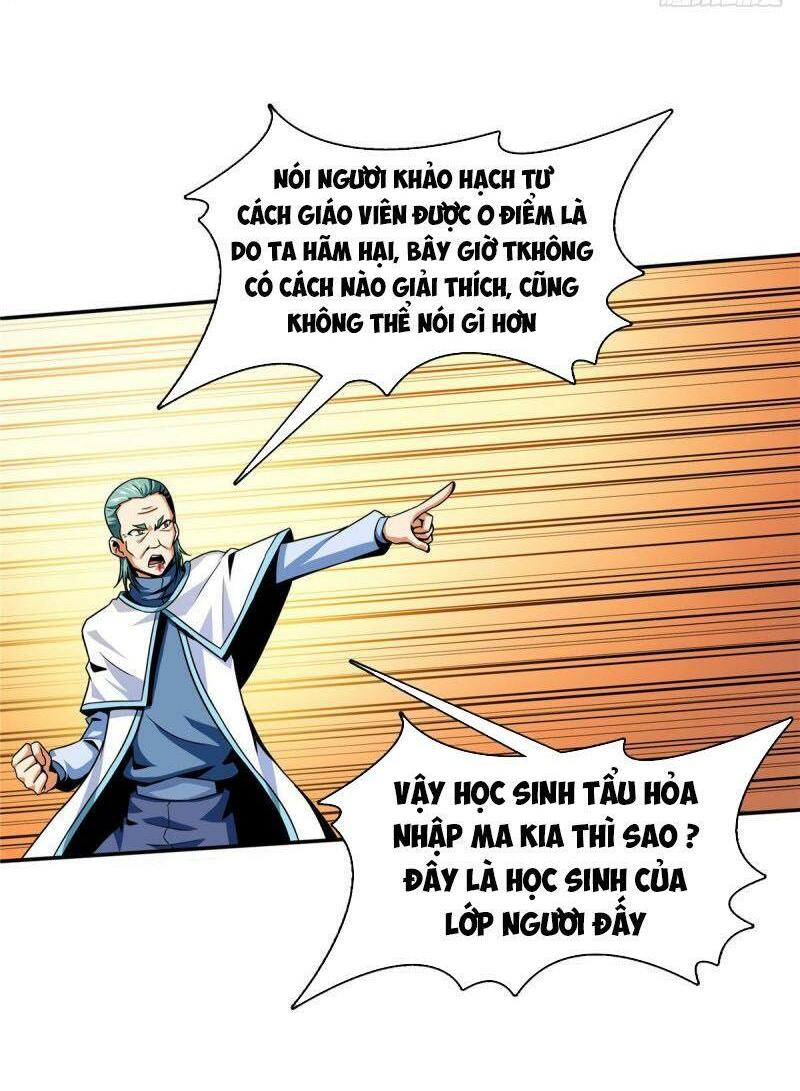 NÓI NGƯƠI KHẢO HẠCH TƯ
CÁCH GIÁO VIÊN ĐƯỢC O ĐIỂM LÀ
DO TA HÃM HẠI, BÂY GIỜ TKHÔNG
CÓ CÁCH NÀO GIẢI THÍCH, CŨNG
KHÔNG THỂ NÓI GÌ HƠN
VẬY HỌC SINH TẨU HỎA
NHẬP MA KIA THÌ SAO ?
ĐÂY LÀ HỌC SINH CỦA
LỚP NGƯƠI ĐẤY